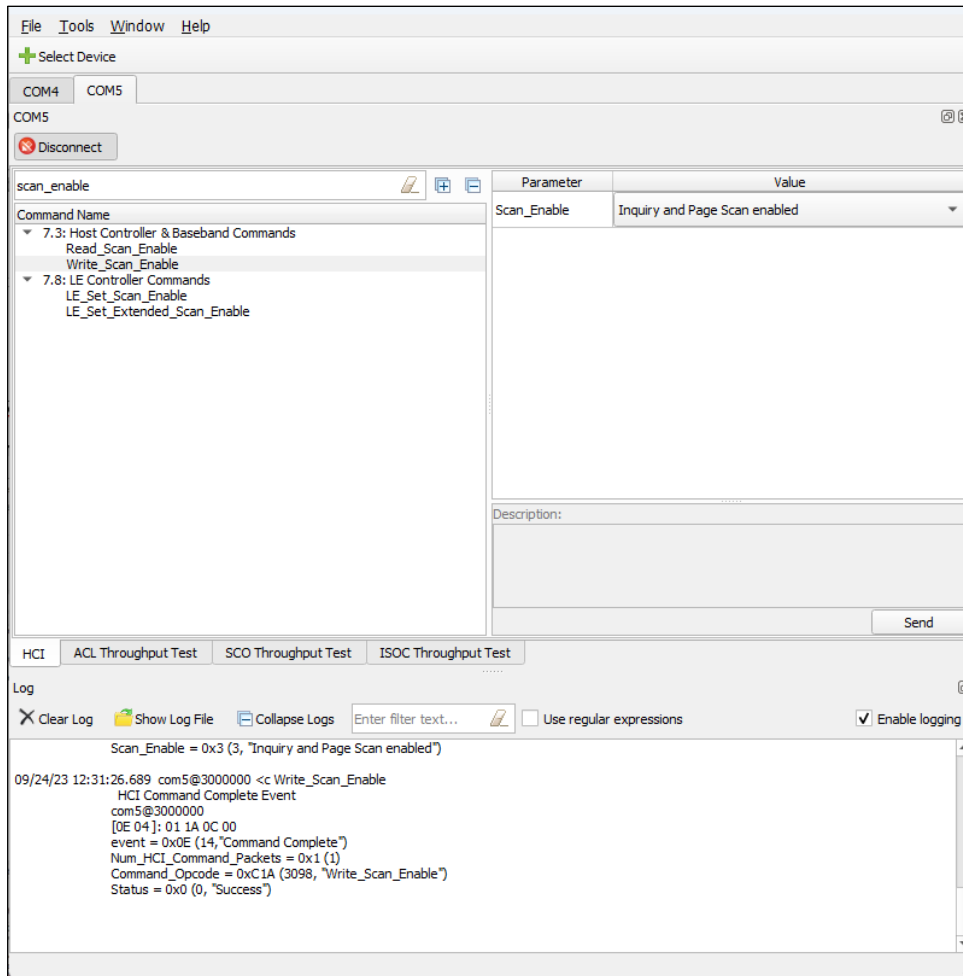 File Tools Window Help
Select Device
COM4 COM5
COM5
Disconnect
scan_enable
Command Name
7.3: Host Controller & Baseband Commands
Read_Scan_Enable
Write_Scan_Enable
7.8: LE Controller Commands
LE_Set_Scan_Enable
LE_Set_Extended_Scan_Enable
Parameter Value
Scan_Enable Inquiry and Page Scan enabled
Description:
Send
HCI ACL Throughput Test SCO Throughput Test ISOC Throughput Test
Log
Clear Log Show Log File Collapse Logs Enter filter text... Use regular expressions Enable logging
Scan_Enable = 0x3 (3, "Inquiry and Page Scan enabled")
09/24/23 12:31:26.689 com5@3000000 <c Write_Scan_Enable
HCI Command Complete Event
com5@3000000
[0E 04]: 01 1A 0C 00
event = 0x0E (14,"Command Complete")
Num_HCI_Command_Packets = 0x1 (1)
Command_Opcode = 0xC1A (3098, "Write_Scan_Enable")
Status = 0x0 (0, "Success")